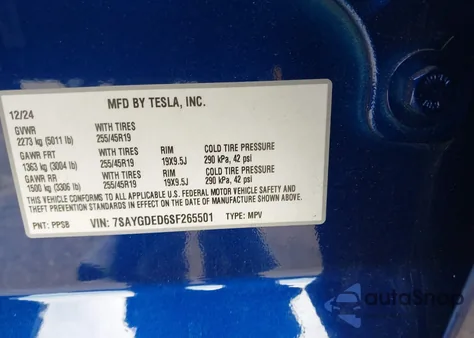 MFD BY TESLA, INC.
12/24
GVWR WITH TIRES
2273 kg (5011 lb) 255/45R19
GAWR FRT WITH TIRES RIM COLD TIRE PRESSURE
1363 kg (3004 lb) 255/45R19 19X9.5J 290 kPa, 42 psi
GAWR RR WITH TIRES RIM COLD TIRE PRESSURE
1500 kg (3306 lb) 255/45R19 19X9.5J 290 kPa, 42 psi
THIS VEHICLE CONFORMS TO ALL APPLICABLE U.S. FEDERAL MOTOR VEHICLE SAFETY AND
THEFT PREVENTION STANDARDS IN EFFECT ON THE DATE OF MANUFACTURE SHOWN ABOVE.
PNT: PPSB VIN: 7SAYGDED6SF265501 TYPE: MPV
autoSnap